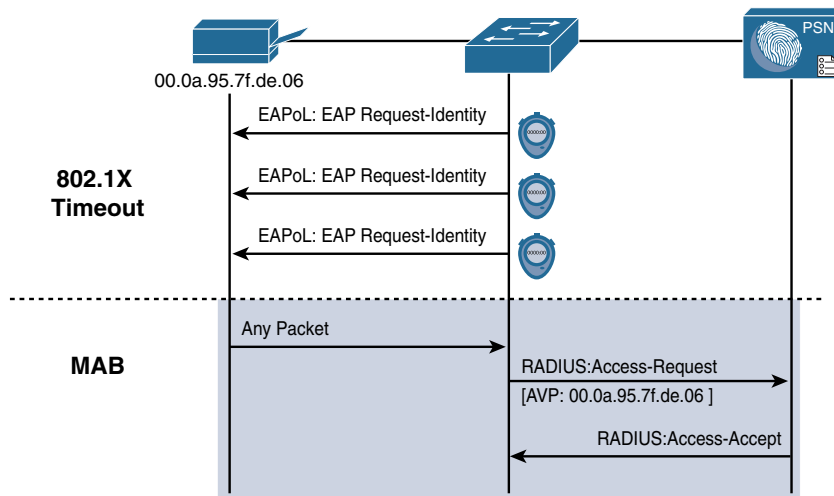 PSN
00.0a.95.7f.de.06
EAPoL: EAP Request-Identity
802.1X
Timeout
EAPoL: EAP Request-Identity
EAPoL: EAP Request-Identity
MAB
Any Packet
RADIUS:Access-Request
[AVP: 00.0a.95.7f.de.06 ]
RADIUS:Access-Accept